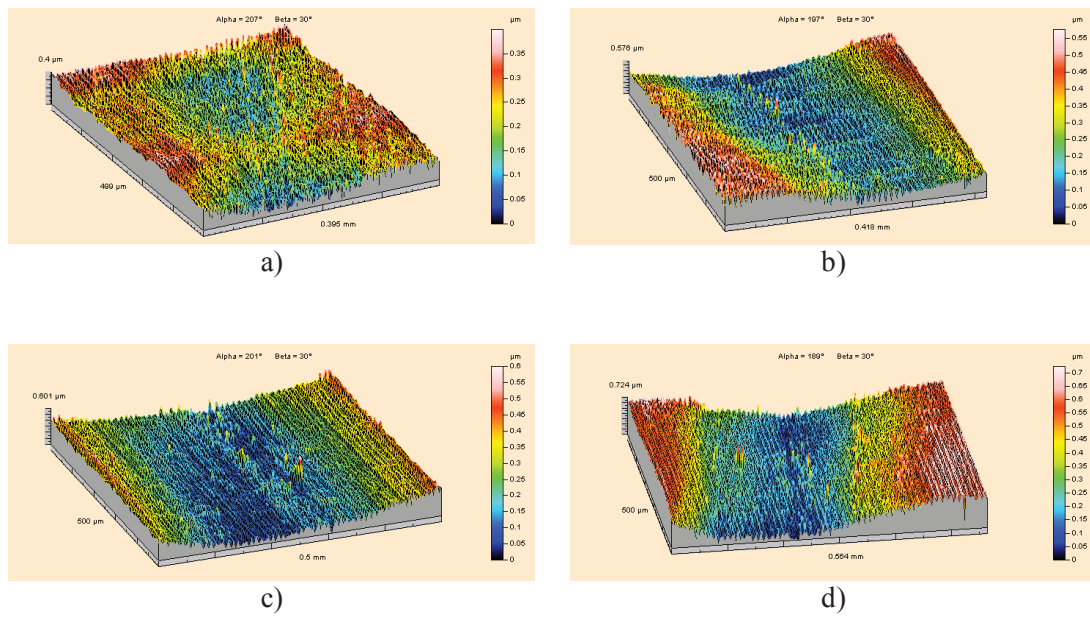 Alpha = 207° Beta = 30°
µm
0.4 µm
0.35
0.3
0.25
0.2
0.15
0.1
0.05
0
499 µm
0.395 mm
a)
Alpha = 197° Beta = 30°
µm
0.576 µm
0.55
0.5
0.45
0.4
0.35
0.3
0.25
0.2
0.15
0.1
0.05
0
500 µm
0.418 mm
b)
Alpha = 201° Beta = 30°
µm
0.601 µm
0.6
0.55
0.5
0.45
0.4
0.35
0.3
0.25
0.2
0.15
0.1
0.05
0
500 µm
0.5 mm
c)
Alpha = 189° Beta = 30°
µm
0.724 µm
0.7
0.65
0.6
0.55
0.5
0.45
0.4
0.35
0.3
0.25
0.2
0.15
0.1
0.05
0
500 µm
0.554 mm
d)